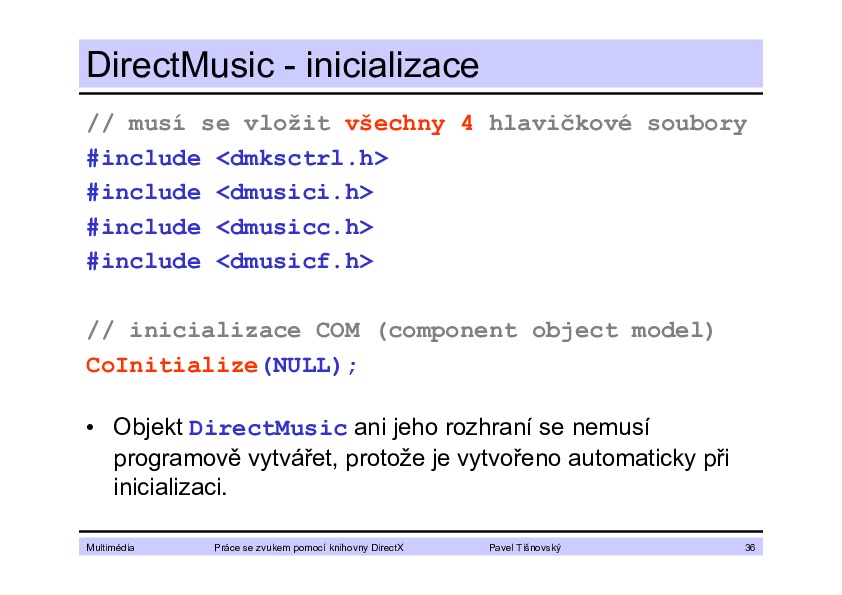 DirectMusic - inicializace
// musí se vložit všechny 4 hlavičkové soubory
#include <dmksctrl.h>
#include <dmusici.h>
#include <dmusicc.h>
#include <dmusicf.h>
// inicializace COM (component object model)
CoInitialize(NULL);
• Objekt DirectMusic ani jeho rozhraní se nemusí
programově vytvářet, protože je vytvořeno automaticky při
inicializaci.
Multimédia Práce se zvukem pomocí knihovny DirectX Pavel Tišnovský 36